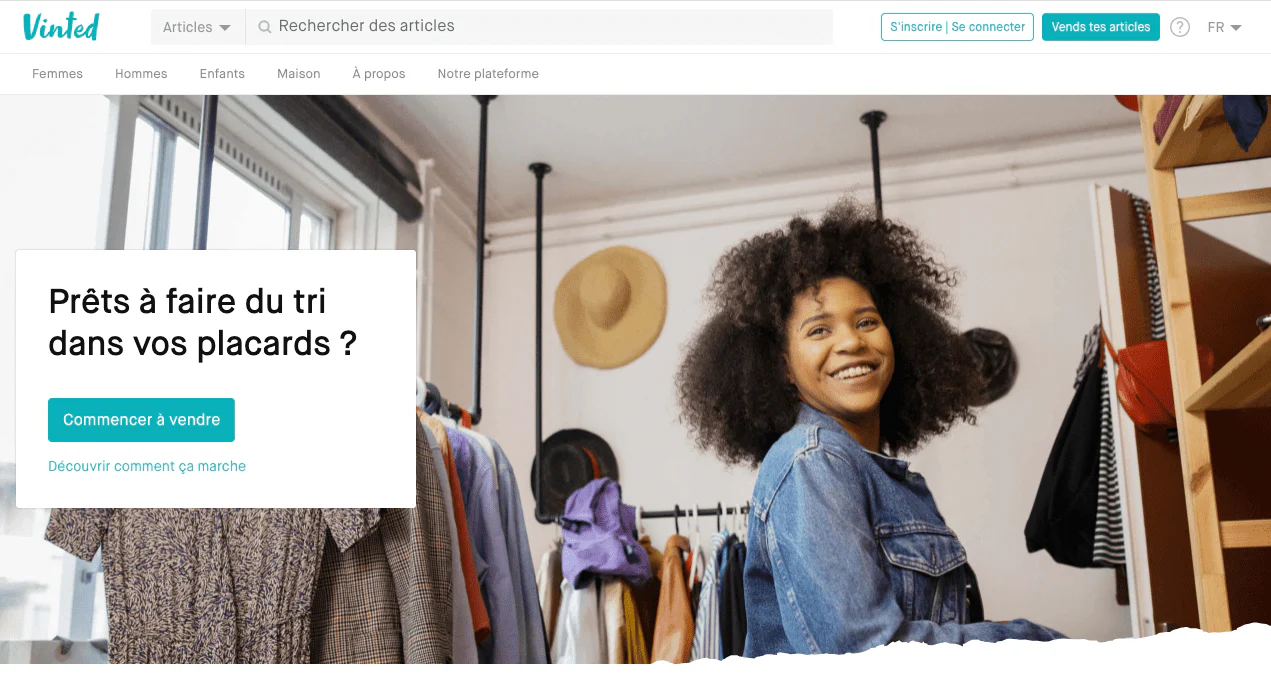 Vinted
Articles
Rechercher des articles
S'inscrire | Se connecter
Vends tes articles
?
FR
Femmes
Hommes
Enfants
Maison
À propos
Notre plateforme
Prêts à faire du tri
dans vos placards ?
Commencer à vendre
Découvrir comment ça marche